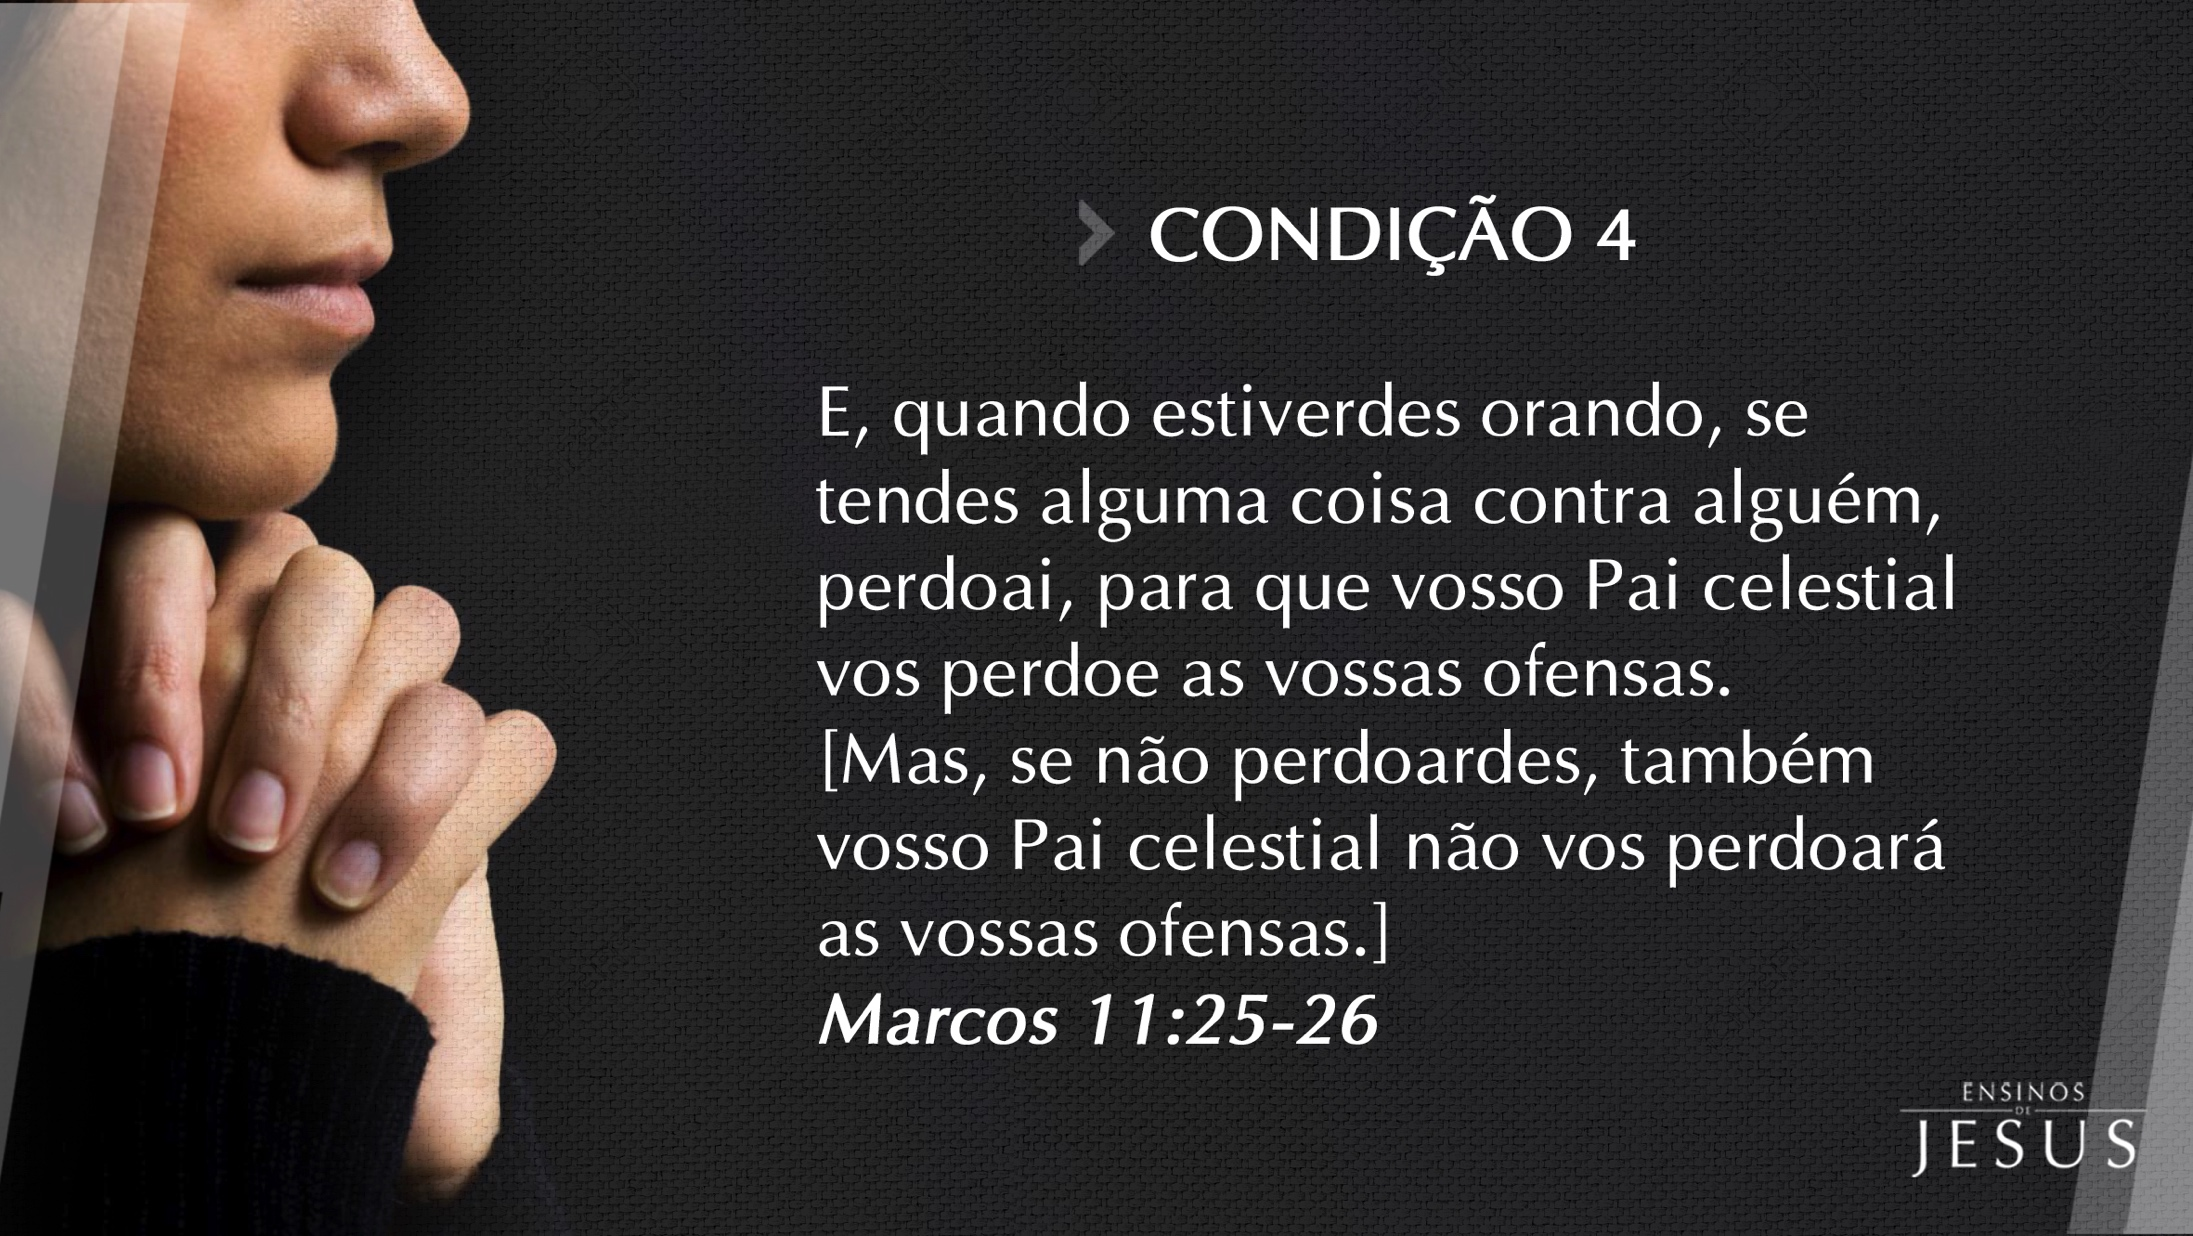 CONDIÇÃO 4
E, quando estiverdes orando, se
tendes alguma coisa contra alguém,
perdoai, para que vosso Pai celestial
vos perdoe as vossas ofensas.
[Mas, se não perdoardes, também
vosso Pai celestial não vos perdoará
as vossas ofensas.]
Marcos 11:25-26
ENSINOS
DE
JESUS